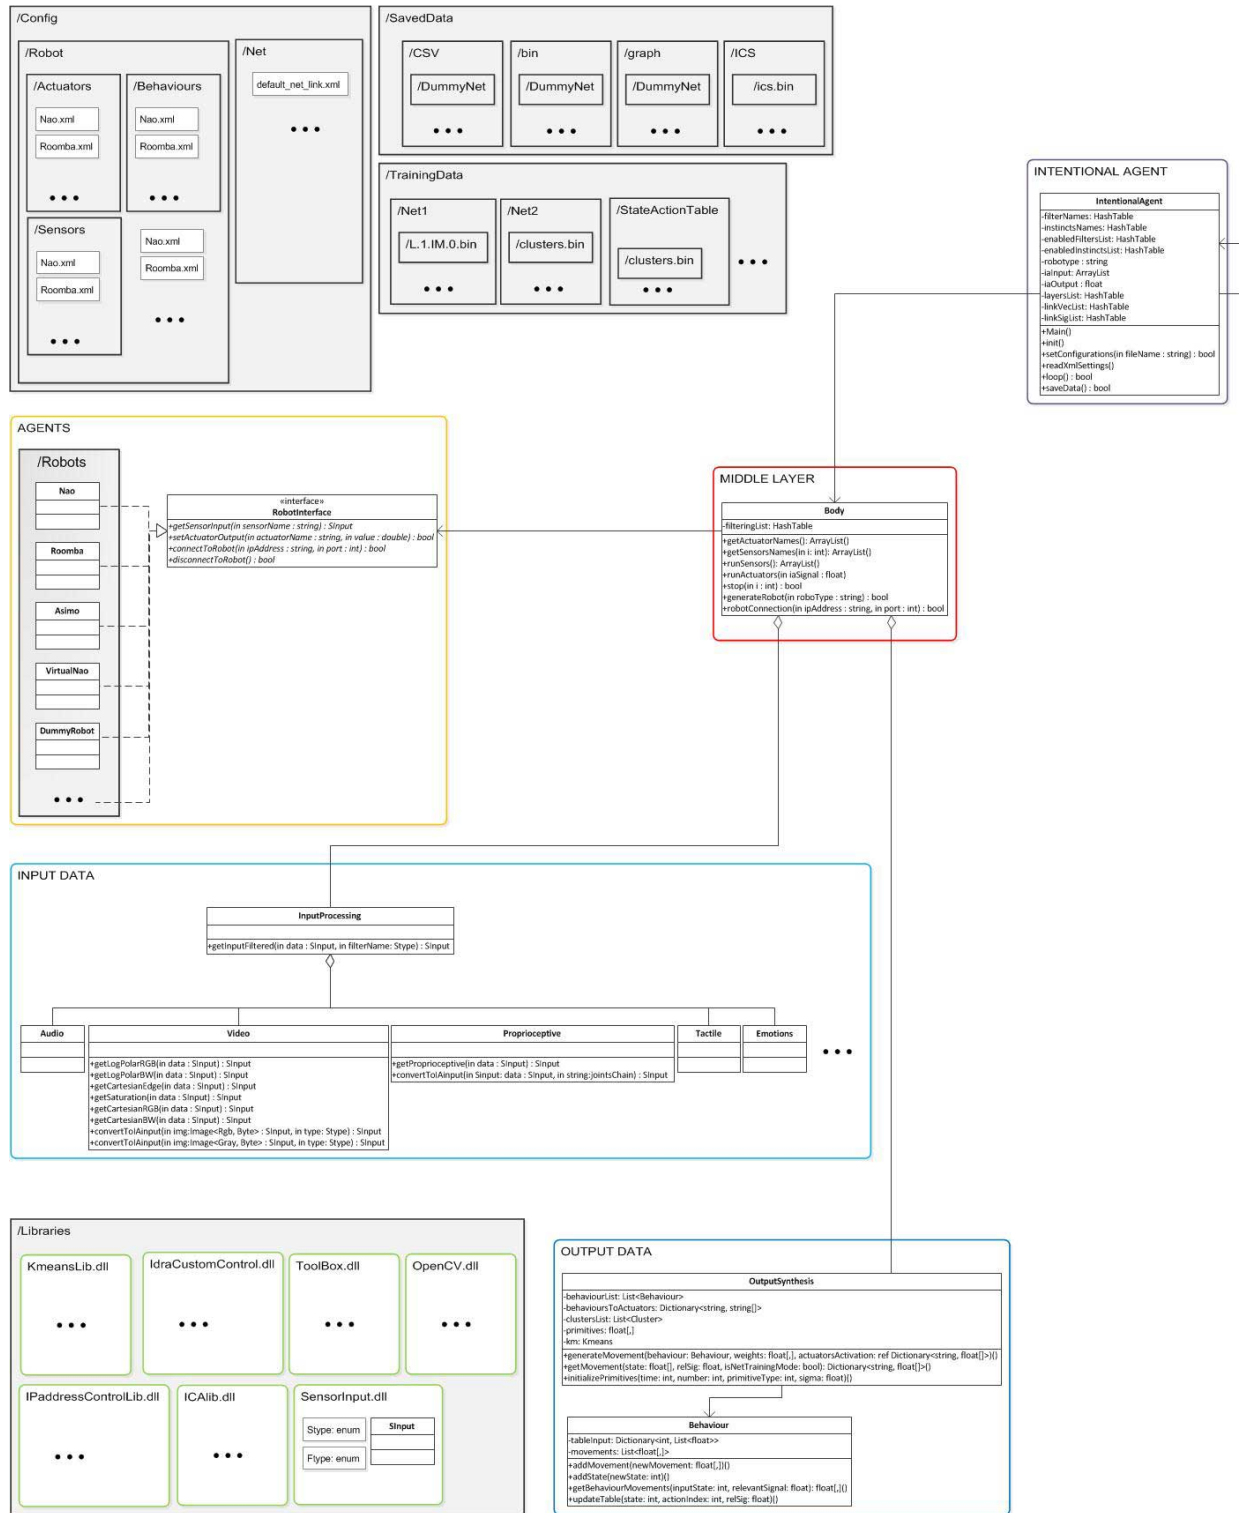 /Config
/Robot
/Actuators
Nao.xml
Roomba.xml
•••
/Behaviours
Nao.xml
Roomba.xml
•••
/Sensors
Nao.xml
Roomba.xml
•••
Nao.xml
Roomba.xml
•••
/Net
default_net_link.xml
•••
/SavedData
/CSV
/DummyNet
•••
/bin
/DummyNet
•••
/graph
/DummyNet
•••
/ICS
/ics.bin
•••
/TrainingData
/Net1
/L.1.IM.0.bin
•••
/Net2
/clusters.bin
•••
/StateActionTable
/clusters.bin
•••
•••
INTENTIONAL AGENT
IntentionalAgent
-filterNames: HashTable
-instinctsNames: HashTable
-enabledFiltersList: HashTable
-enabledInstinctsList: HashTable
-robotype : string
-iaInput: ArrayList
-iaOutput : float
-layersList: HashTable
-linkVecList: HashTable
-linkSigList: HashTable
+Main()
+init()
+setConfigurations(in fileName : string) : bool
+readXmlSettings()
+loop() : bool
+saveData() : bool
AGENTS
/Robots
Nao
Roomba
Asimo
VirtualNao
DummyRobot
•••
«interface»
RobotInterface
+getSensorInput(in sensorName : string) : SInput
+setActuatorOutput(in actuatorName : string, in value : double) : bool
+connectToRobot(in ipAddress : string, in port : int) : bool
+disconnectToRobot() : bool
MIDDLE LAYER
Body
-filteringList: HashTable
+getActuatorNames(): ArrayList()
+getSensorsNames(in i: int): ArrayList()
+runSensors(): ArrayList()
+runActuators(in iaSignal : float)
+stop(in i : int) : bool
+generateRobot(in roboType : string) : bool
+robotConnection(in ipAddress : string, in port : int) : bool
INPUT DATA
InputProcessing
+getInputFiltered(in data : SInput, in filterName: Stype) : SInput
Audio
Video
+getLogPolarRGB(in data : SInput) : SInput
+getLogPolarBW(in data : SInput) : SInput
+getCartesianEdge(in data : SInput) : SInput
+getSaturation(in data : SInput) : SInput
+getCartesianRGB(in data : SInput) : SInput
+getCartesianBW(in data : SInput) : SInput
+convertToIAinput(in img:Image<Rgb, Byte> : SInput, in type: Stype) : SInput
+convertToIAinput(in img:Image<Gray, Byte> : SInput, in type: Stype) : SInput
Proprioceptive
+getProprioceptive(in data : SInput) : SInput
+convertToIAinput(in Sinput: data : SInput, in string:jointsChain) : SInput
Tactile
Emotions
•••
/Libraries
KmeansLib.dll
•••
IdraCustomControl.dll
•••
ToolBox.dll
•••
OpenCV.dll
•••
IPaddressControlLib.dll
•••
ICAlib.dll
•••
SensorInput.dll
Stype: enum
Ftype: enum
SInput
OUTPUT DATA
OutputSynthesis
-behaviourList: List<Behaviour>
-behavioursToActuators: Dictionary<string, string[]>
-clustersList: List<Cluster>
-primitives: float[,]
-km: Kmeans
+generateMovement(behaviour: Behaviour, weights: float[,], actuatorsActivation: ref Dictionary<string, float[]>)()
+getMovement(state: float[], relSig: float, isNetTrainingMode: bool): Dictionary<string, float[]>()
+initializePrimitives(time: int, number: int, primitiveType: int, sigma: float)()
Behaviour
-tableInput: Dictionary<int, List<float>>
-movements: List<float[,]>
+addMovement(newMovement: float[,])()
+addState(newState: int)()
+getBehaviourMovements(inputState: int, relevantSignal: float): float[,]()
+updateTable(state: int, actionIndex: int, relSig: float)()